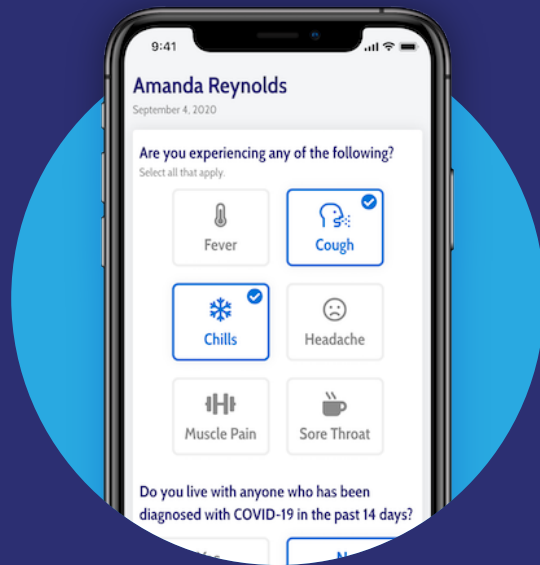 9:41
Amanda Reynolds
September 4, 2020
Are you experiencing any of the following?
Select all that apply.
Fever
Cough
Chills
Headache
Muscle Pain
Sore Throat
Do you live with anyone who has been
diagnosed with COVID-19 in the past 14 days?